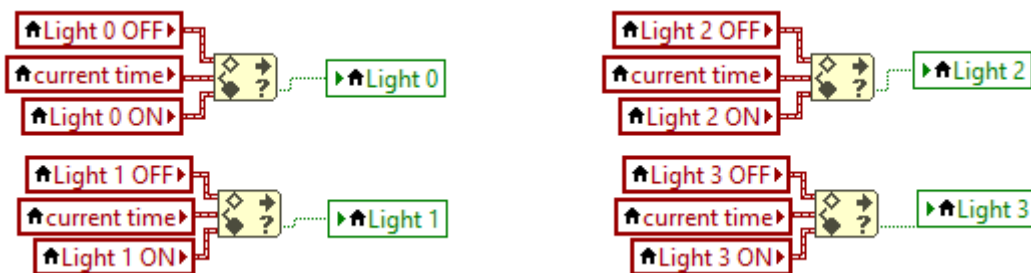 Light 0 OFF
current time
Light 0 ON
?
Light 0
Light 2 OFF
current time
Light 2 ON
?
Light 2
Light 1 OFF
current time
Light 1 ON
?
Light 1
Light 3 OFF
current time
Light 3 ON
?
Light 3